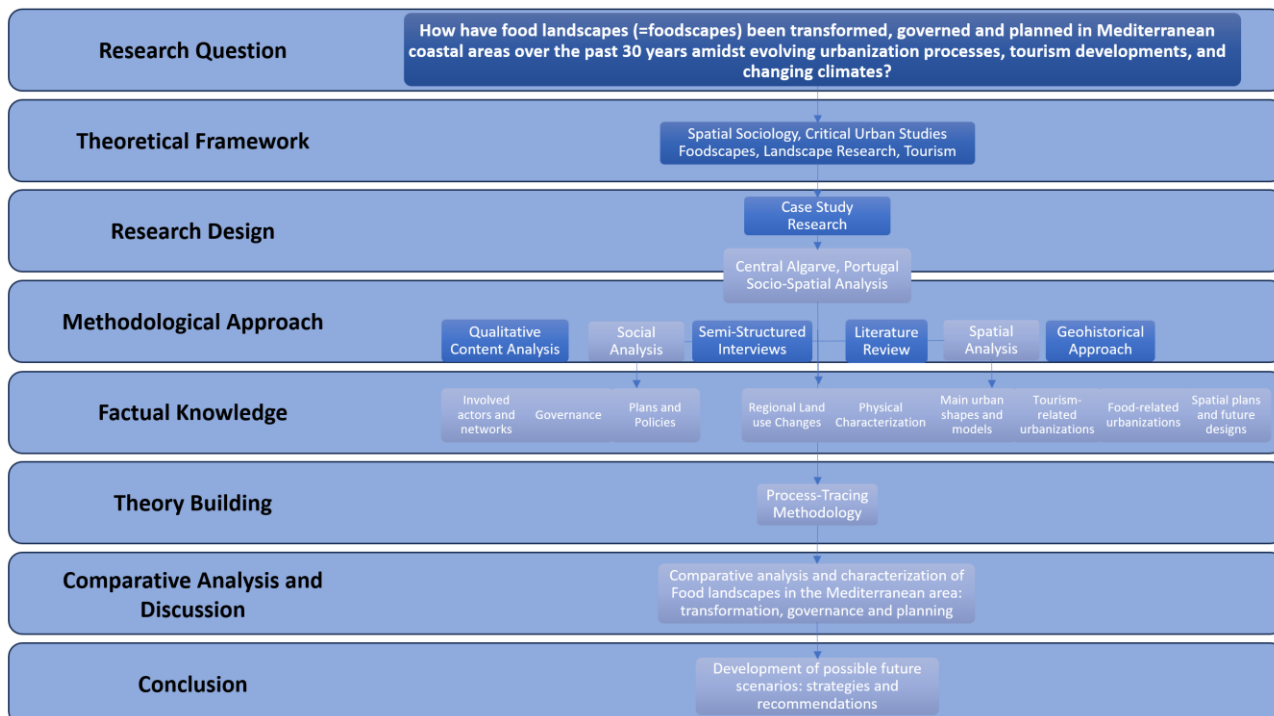 Research Question
How have food landscapes (=foodscapes) been transformed, governed and planned in Mediterranean
coastal areas over the past 30 years amidst evolving urbanization processes, tourism developments, and
changing climates?
Theoretical Framework
Spatial Sociology, Critical Urban Studies
Foodscapes, Landscape Research, Tourism
Research Design
Case Study
Research
Central Algarve, Portugal
Socio-Spatial Analysis
Methodological Approach
Qualitative
Content Analysis
Social
Analysis
Semi-Structured
Interviews
Literature
Review
Spatial
Analysis
Geohistorical
Approach
Factual Knowledge
Involved
actors and
networks
Governance
Plans and
Policies
Regional Land
use Changes
Physical
Characterization
Main urban
shapes and
models
Tourism-
related
urbanizations
Food-related
urbanizations
Spatial plans
and future
designs
Theory Building
Process-Tracing
Methodology
Comparative Analysis and
Discussion
Comparative analysis and characterization of
Food landscapes in the Mediterranean area:
transformation, governance and planning
Conclusion
Development of possible future
scenarios: strategies and
recommendations